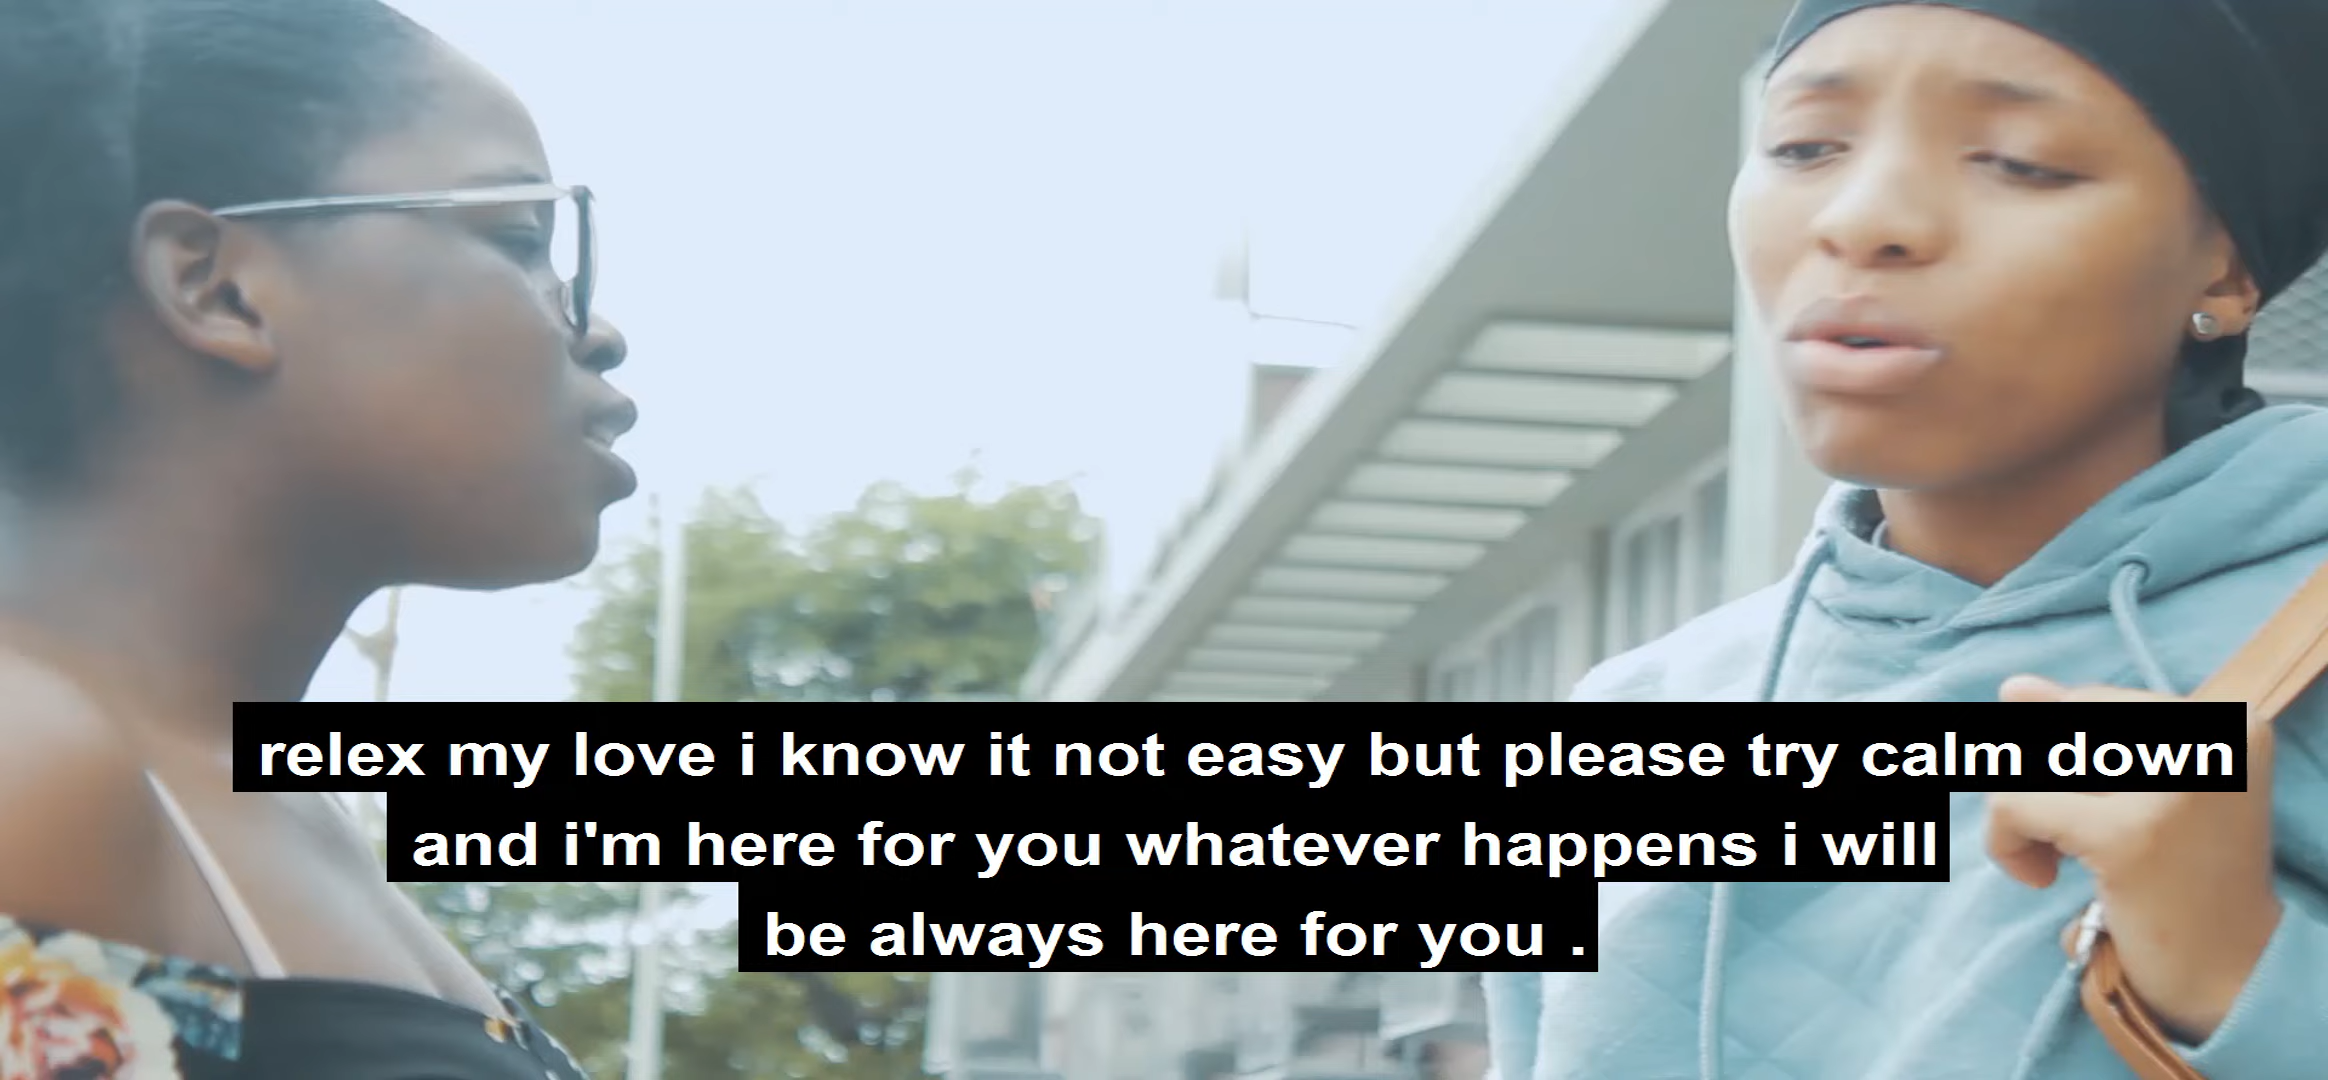 relex my love i know it not easy but please try calm down
and i'm here for you whatever happens i will
be always here for you .